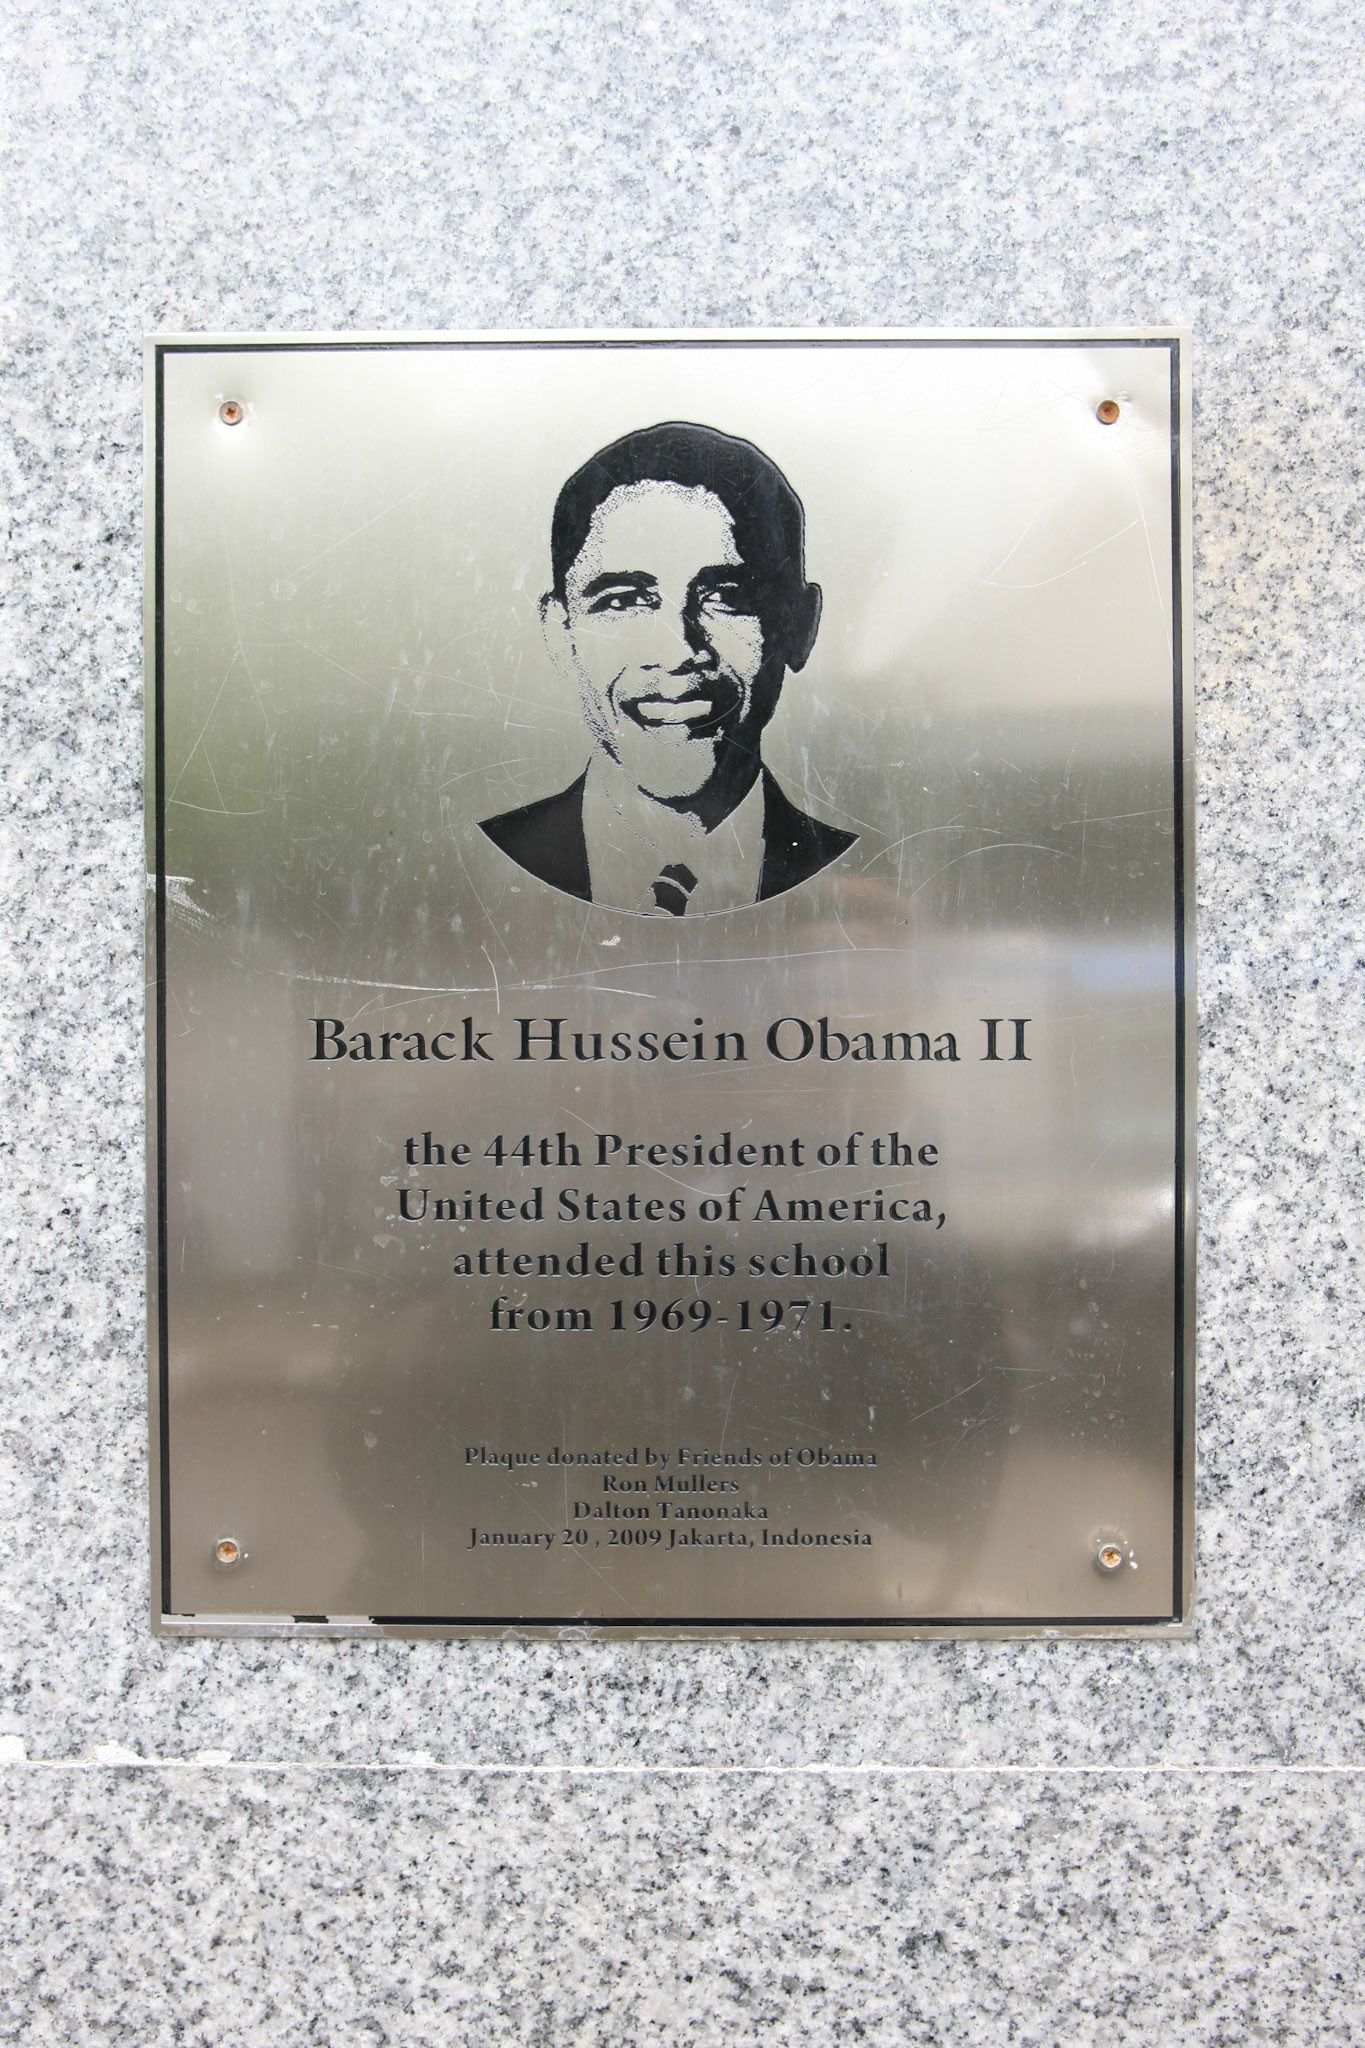 Barack Hussein Obama II
the 44th President of the
United States of America,
attended this school
from 1969-1971.
Plaque donated by Friends of Obama
Ron Mullers
Dalton Tanonaka
January 20 , 2009 Jakarta, Indonesia